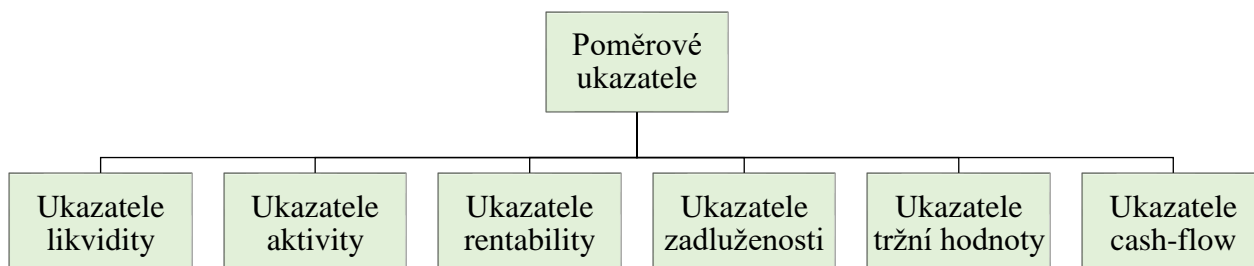 Poměrové
ukazatele
Ukazatele
likvidity
Ukazatele
aktivity
Ukazatele
rentability
Ukazatele
zadluženosti
Ukazatele
tržní hodnoty
Ukazatele
cash-flow